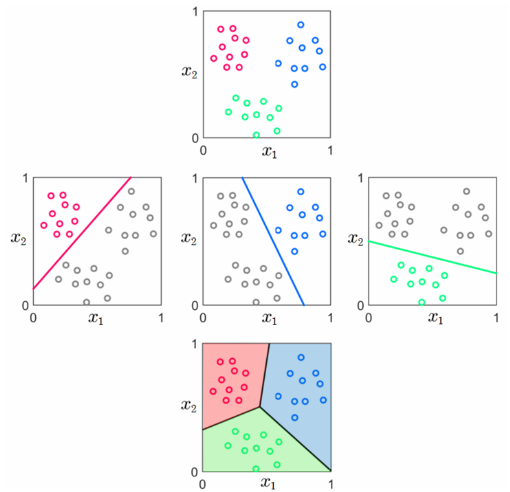 1
x₂
0
0 x₁ 1
1 1 1
x₂ x₂ x₂
0 0 0
0 x₁ 1 0 x₁ 1 0 x₁ 1
1
x₂
0
0 x₁ 1